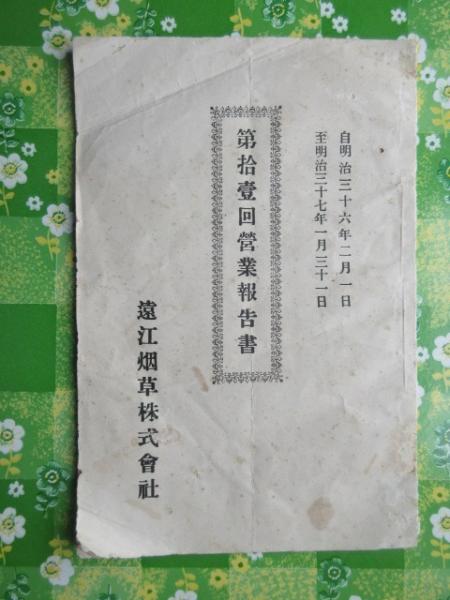 自明治三十六年二月一日
至明治三十七年一月三十一日
第拾壹回營業報告書
遠江烟草株式會社